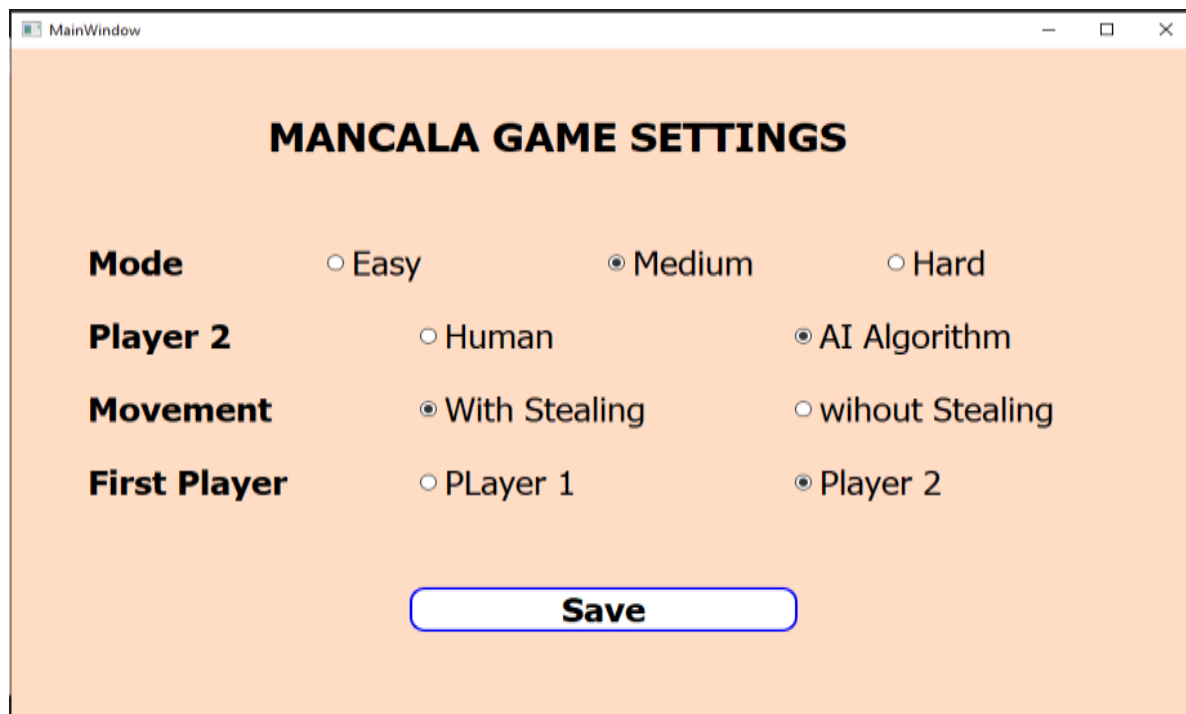 MainWindow
MANCALA GAME SETTINGS
Mode Easy Medium Hard
Player 2 Human AI Algorithm
Movement With Stealing wihout Stealing
First Player PLayer 1 Player 2
Save